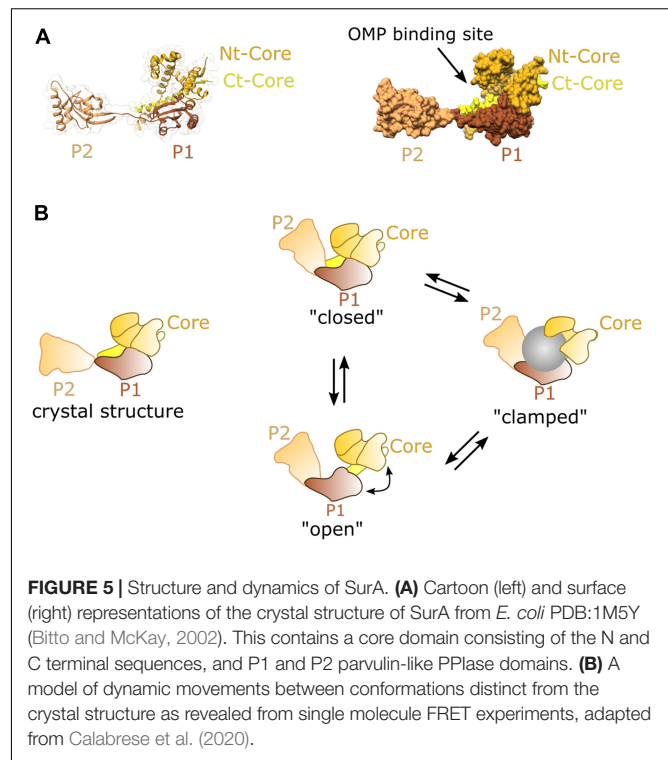 A
OMP binding site
Nt-Core
Ct-Core
P2
P1
Nt-Core
Ct-Core
P2
P1
B
P2
Core
P1
"closed"
Core
P2
P1
crystal structure
P2
Core
P1
"clamped"
P2
Core
P1
"open"
FIGURE 5 | Structure and dynamics of SurA. (A) Cartoon (left) and surface
(right) representations of the crystal structure of SurA from E. coli PDB:1M5Y
(Bitto and McKay, 2002). This contains a core domain consisting of the N and
C terminal sequences, and P1 and P2 parvulin-like PPIase domains. (B) A
model of dynamic movements between conformations distinct from the
crystal structure as revealed from single molecule FRET experiments, adapted
from Calabrese et al. (2020).